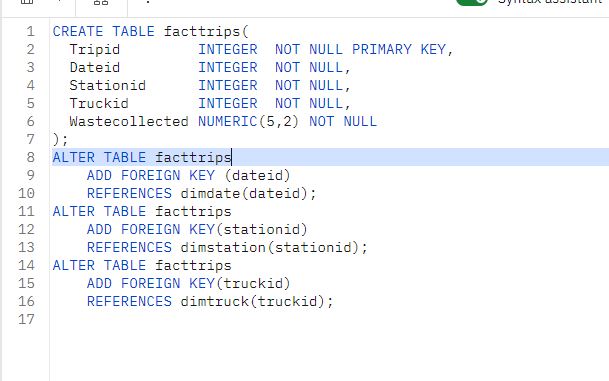 Syntax assistant
1 CREATE TABLE facttrips(
2 Tripid INTEGER NOT NULL PRIMARY KEY,
3 Dateid INTEGER NOT NULL,
4 Stationid INTEGER NOT NULL,
5 Truckid INTEGER NOT NULL,
6 Wastecollected NUMERIC(5,2) NOT NULL
7 );
8 ALTER TABLE facttrips
9 ADD FOREIGN KEY (dateid)
10 REFERENCES dimdate(dateid);
11 ALTER TABLE facttrips
12 ADD FOREIGN KEY(stationid)
13 REFERENCES dimstation(stationid);
14 ALTER TABLE facttrips
15 ADD FOREIGN KEY(truckid)
16 REFERENCES dimtruck(truckid);
17